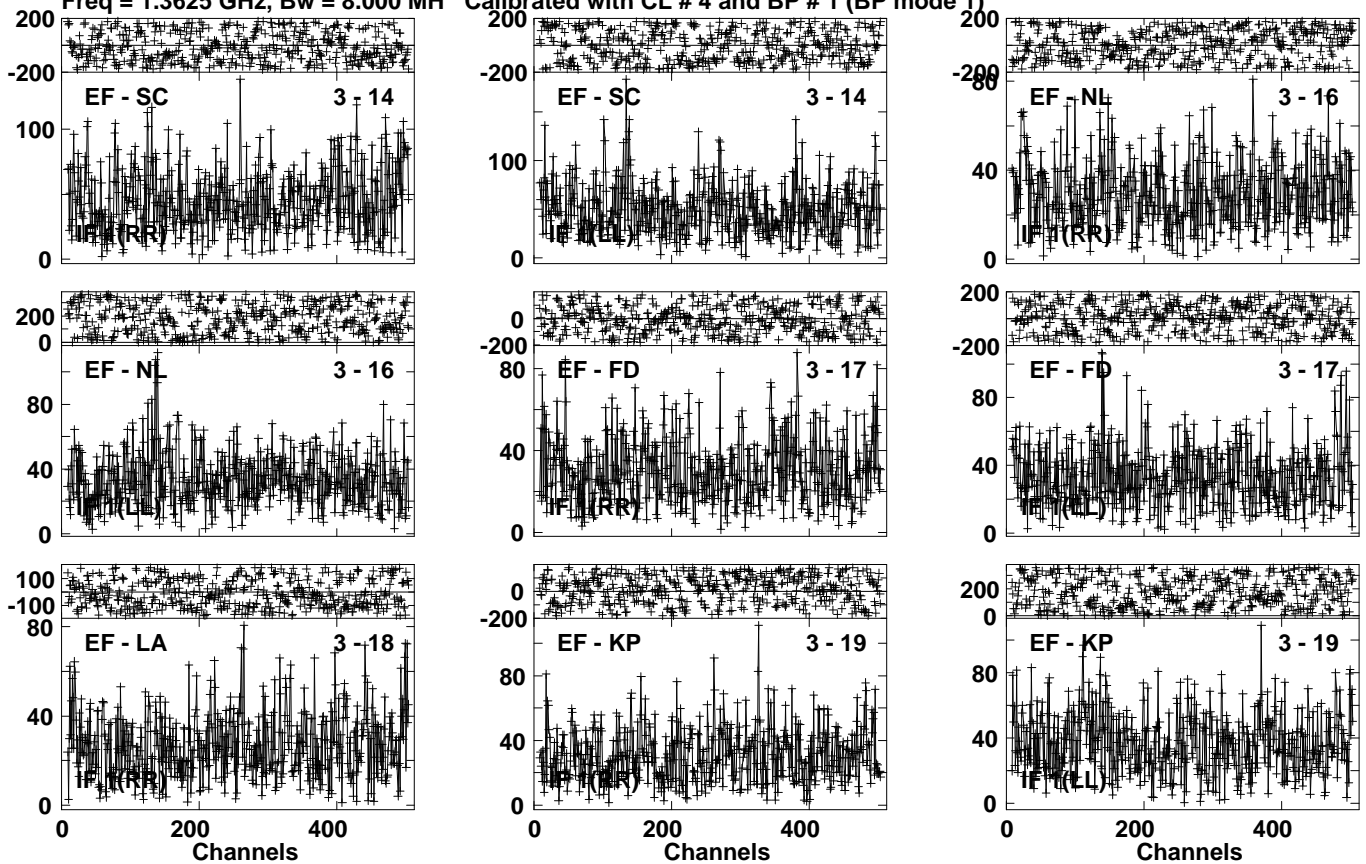 Freq = 1.3625 GHz, Bw = 8.000 MH Calibrated with CL # 4 and BP # 1 (BP mode 1)
200
-200
200
-200
200
-200
EF - SC 3 - 14
100
0
IF 1(RR)
EF - SC 3 - 14
100
0
IF 1(LL)
80
EF - NL 3 - 16
40
0
IF 1(RR)
200
0
0
-200
200
-200
EF - NL 3 - 16
80
40
0
IF 1(LL)
80
EF - FD 3 - 17
40
0
IF 1(RR)
EF - FD 3 - 17
80
40
0
IF 1(LL)
100
-100
0
-200
200
0
80
EF - LA 3 - 18
40
0
IF 1(RR)
EF - KP 3 - 19
80
40
0
IF 1(RR)
EF - KP 3 - 19
80
40
0
IF 1(LL)
0 200 400
0 200 400
0 200 400
Channels
Channels
Channels